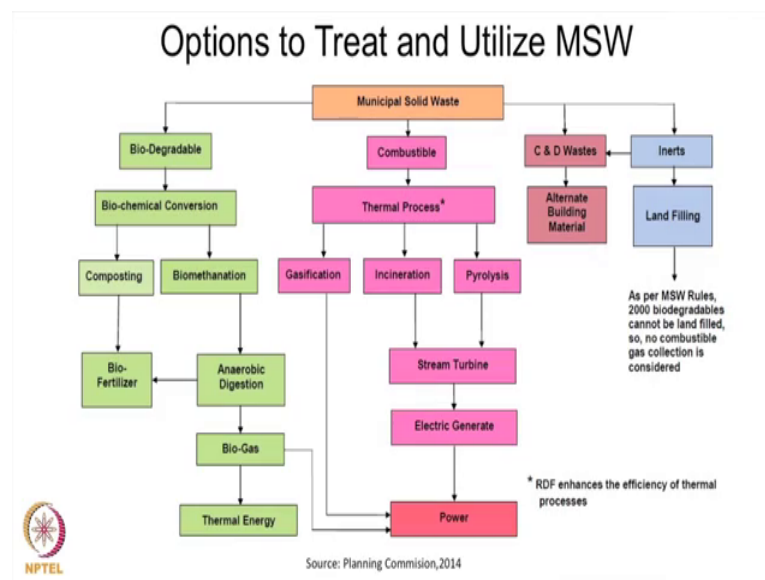 Options to Treat and Utilize MSW
Municipal Solid Waste
Bio-Degradable
Combustible
C & D Wastes
Inerts
Bio-chemical Conversion
Thermal Process*
Alternate
Building
Material
Land Filling
Composting
Biomethanation
Gasification
Incineration
Pyrolysis
As per MSW Rules,
2000 biodegradables
cannot be land filled,
so, no combustible
gas collection is
considered
Bio-
Fertilizer
Anaerobic
Digestion
Stream Turbine
Electric Generate
Bio-Gas
* RDF enhances the efficiency of thermal
processes
Thermal Energy
Power
NPTEL
Source: Planning Commision,2014